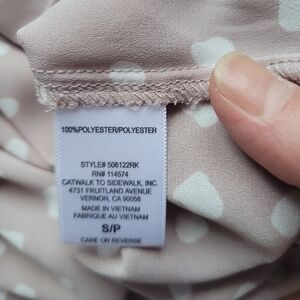 100%POLYESTER/POLYESTER
STYLE# 506122RK
RN# 114574
CATWALK TO SIDEWALK, INC.
4731 FRUITLAND AVENUE
VERNON, CA 90058
MADE IN VIETNAM
FABRIQUE AU VIETNAM
S/P
CARE ON REVERSE